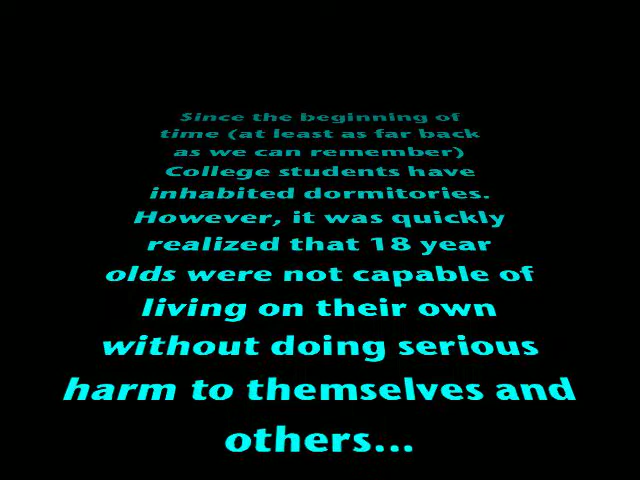 Since the beginning of
time (at least as far back
as we can remember)
College students have
inhabited dormitories.
However, it was quickly
realized that 18 year
olds were not capable of
living on their own
without doing serious
harm to themselves and
others...